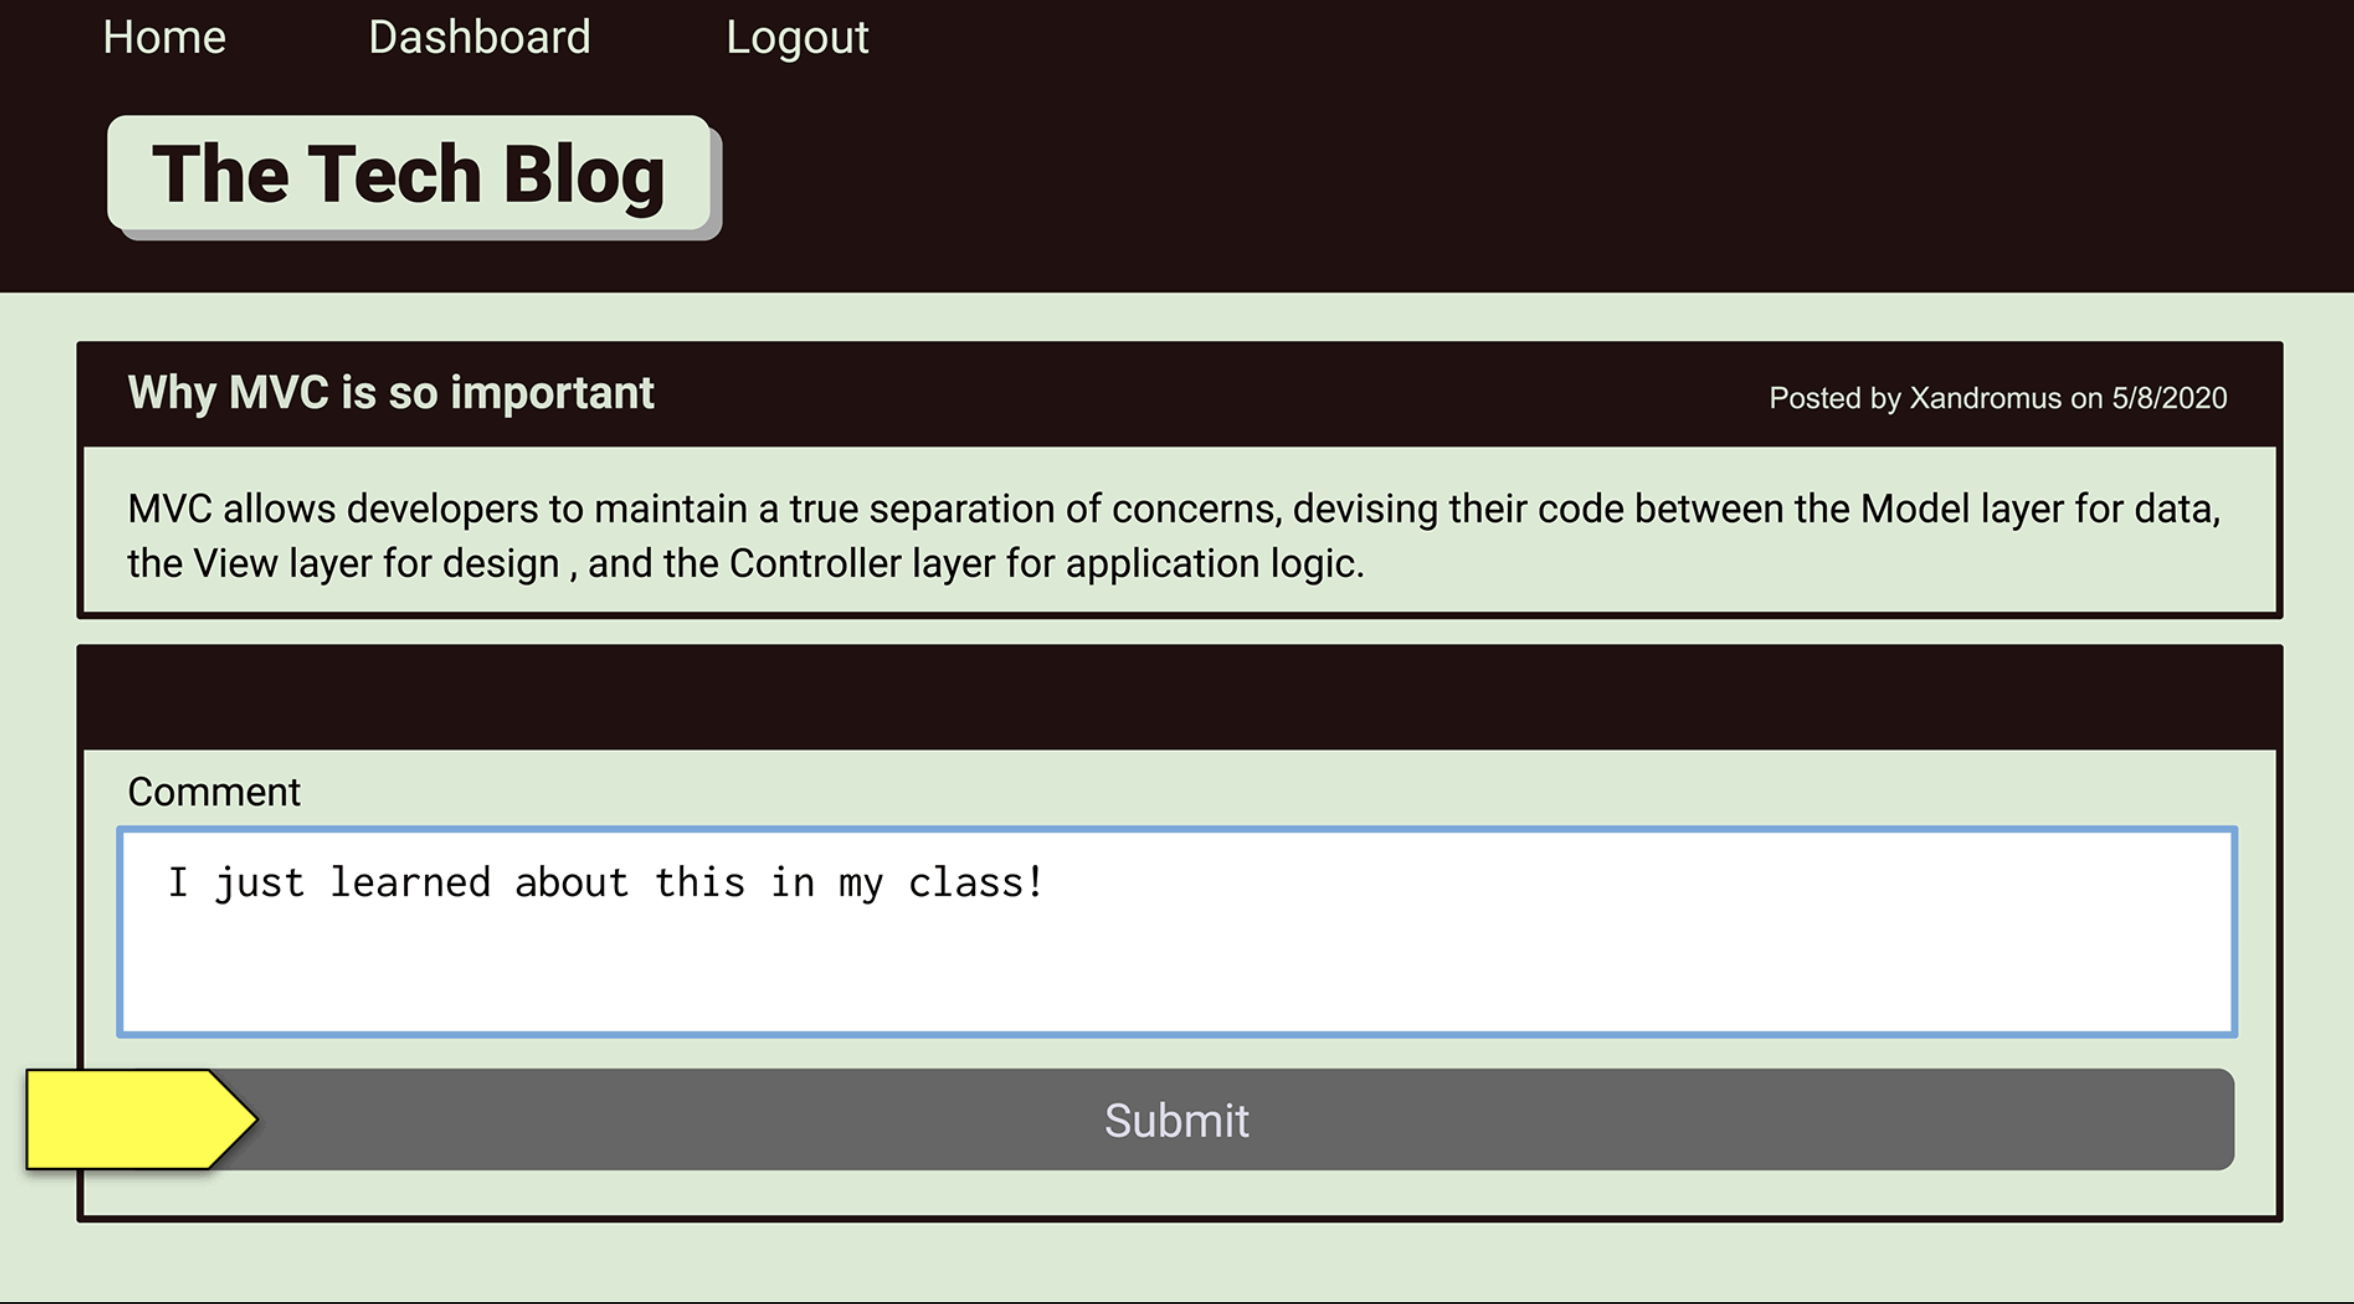 Home Dashboard Logout
The Tech Blog
Why MVC is so important
Posted by Xandromus on 5/8/2020
MVC allows developers to maintain a true separation of concerns, devising their code between the Model layer for data,
the View layer for design , and the Controller layer for application logic.
Comment
I just learned about this in my class!
Submit